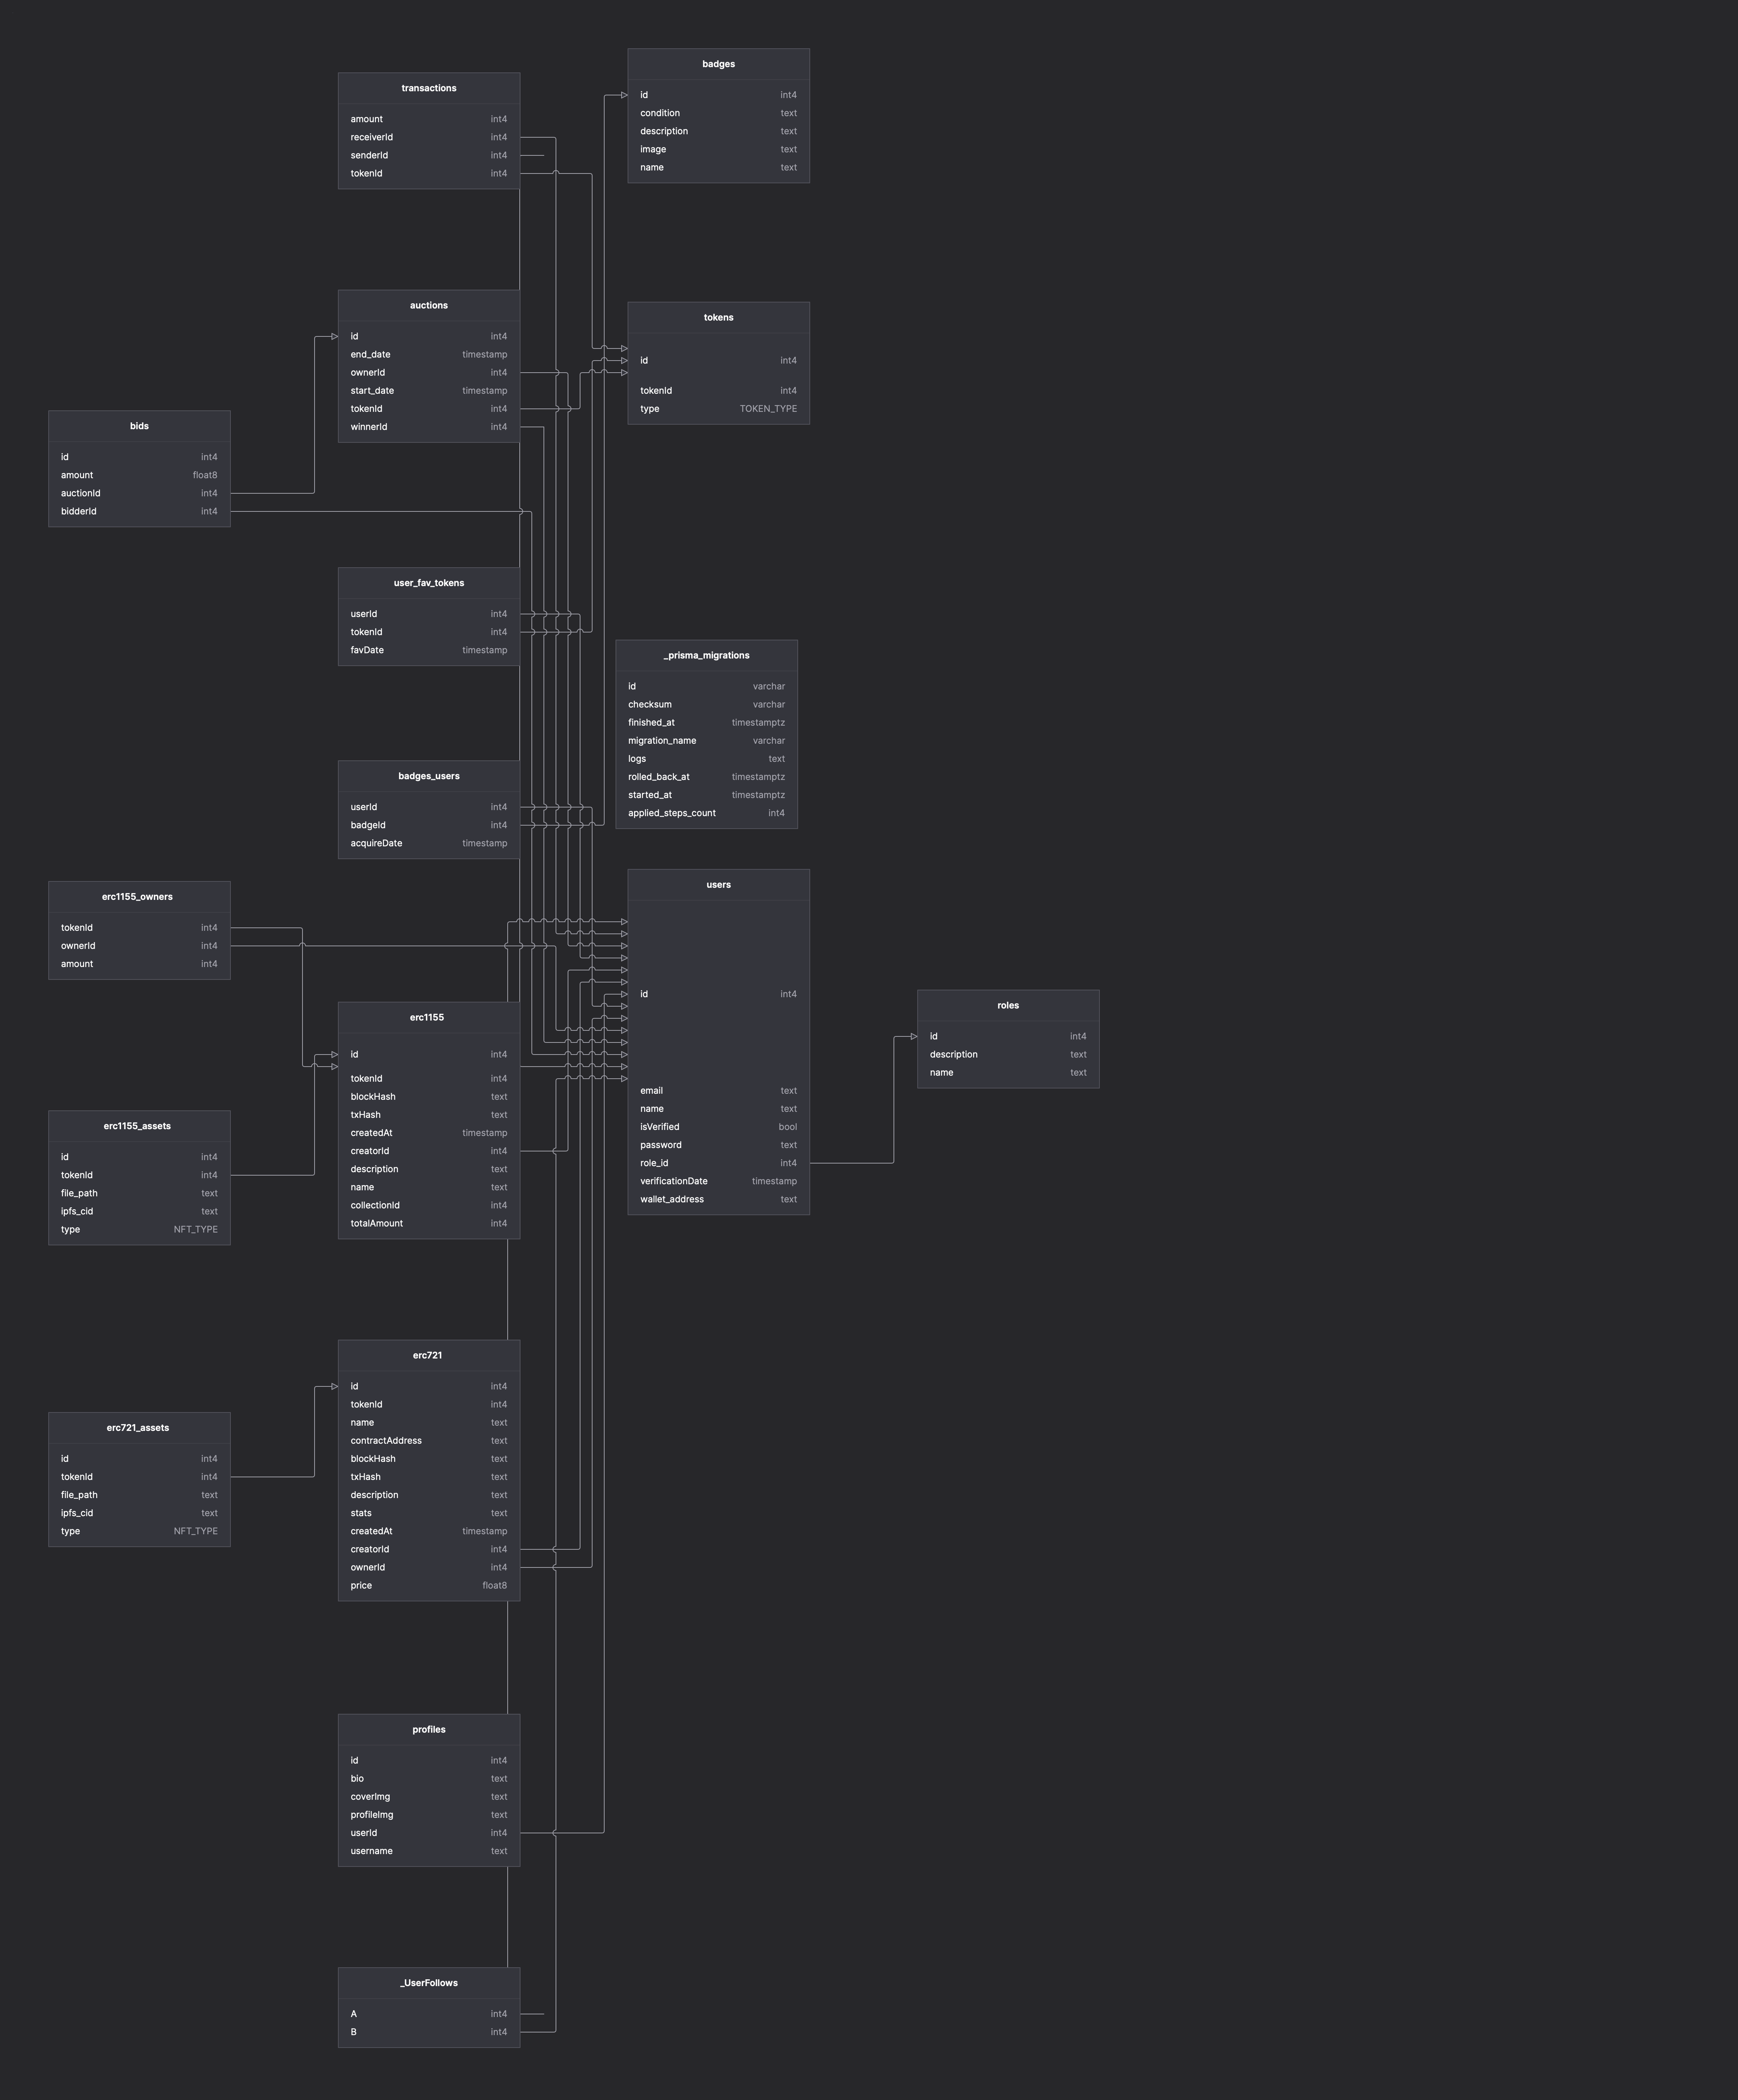 badges
id int4
condition text
description text
image text
name text
transactions
amount int4
receiverId int4
senderId int4
tokenId int4
auctions
id int4
end_date timestamp
ownerId int4
start_date timestamp
tokenId int4
winnerId int4
tokens
id int4
tokenId int4
type TOKEN_TYPE
bids
id int4
amount float8
auctionId int4
bidderId int4
user_fav_tokens
userId int4
tokenId int4
favDate timestamp
_prisma_migrations
id varchar
checksum varchar
finished_at timestamptz
migration_name varchar
logs text
rolled_back_at timestamptz
started_at timestamptz
applied_steps_count int4
badges_users
userId int4
badgeId int4
acquireDate timestamp
erc1155_owners
tokenId int4
ownerId int4
amount int4
users
id int4
email text
name text
isVerified bool
password text
role_id int4
verificationDate timestamp
wallet_address text
roles
id int4
description text
name text
erc1155
id int4
tokenId int4
blockHash text
txHash text
createdAt timestamp
creatorId int4
description text
name text
collectionId int4
totalAmount int4
erc1155_assets
id int4
tokenId int4
file_path text
ipfs_cid text
type NFT_TYPE
erc721
id int4
tokenId int4
name text
contractAddress text
blockHash text
txHash text
description text
stats text
createdAt timestamp
creatorId int4
ownerId int4
price float8
erc721_assets
id int4
tokenId int4
file_path text
ipfs_cid text
type NFT_TYPE
profiles
id int4
bio text
coverImg text
profileImg text
userId int4
username text
_UserFollows
A int4
B int4